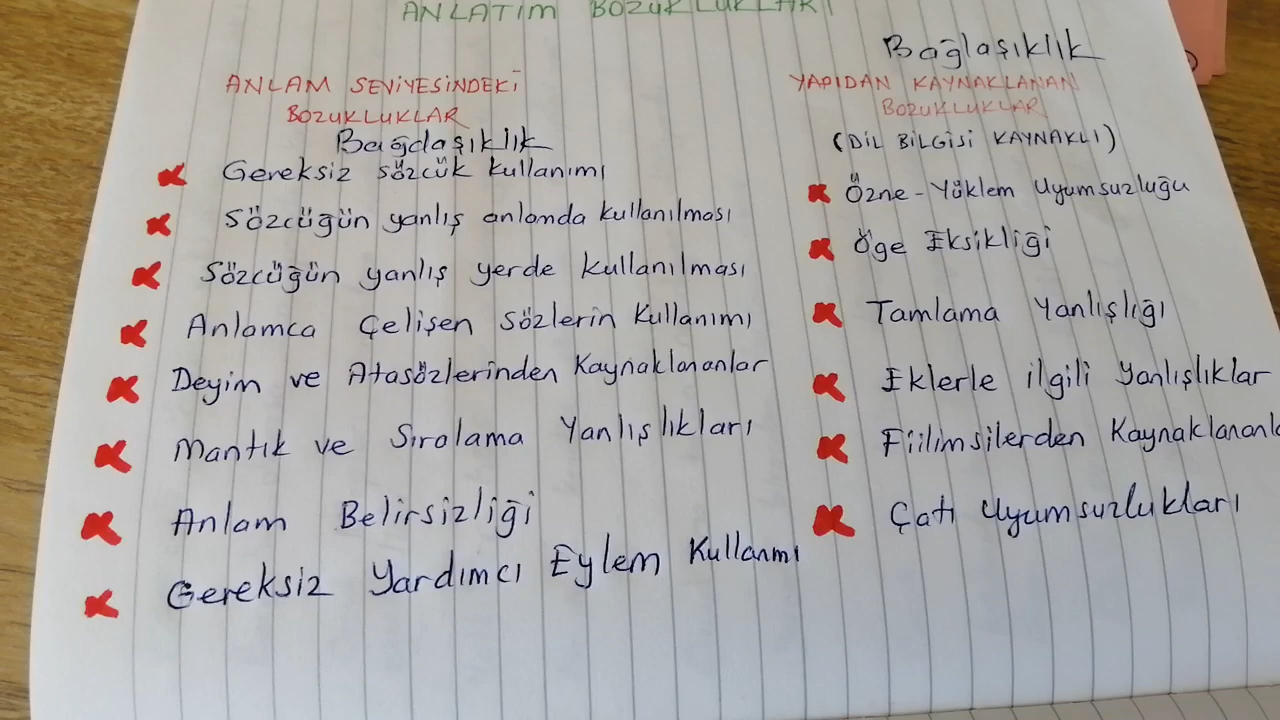 ANLATIM BOZUKLUKLARI
ANLAM SEVİYESİNDEKİ
BOZUKLUKLAR
Bağdaşıklık
Gereksiz sözcük kullanımı
Sözcüğün yanlış anlamda kullanılması
Sözcüğün yanlış yerde kullanılması
Anlamca Çelişen Sözlerin Kullanımı
Deyim ve Atasözlerinden Kaynaklananlar
Mantık ve Sıralama Yanlışlıkları
Anlam Belirsizliği
Gereksiz Yardımcı Eylem Kullanmı
Bağlaşıklık
YAPIDAN KAYNAKLANAN
BOZUKLUKLAR
(DİL BİLGİSİ KAYNAKLI)
Özne-Yüklem Uyumsuzluğu
Öge Eksikliği
Tamlama Yanlışlığı
Eklerle ilgili Yanlışlıklar
Fiilimsilerden Kaynaklananla
Çatı Uyumsuzlukları